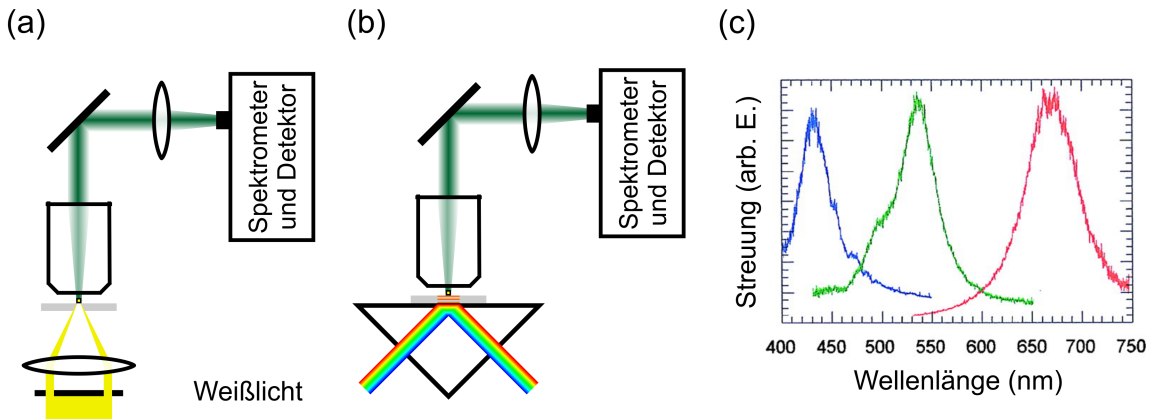 (a)
Spektrometer
und Detektor
Weißlicht
(b)
Spektrometer
und Detektor
(c)
Streuung (arb. E.)
400 450 500 550 600 650 700 750
Wellenlänge (nm)